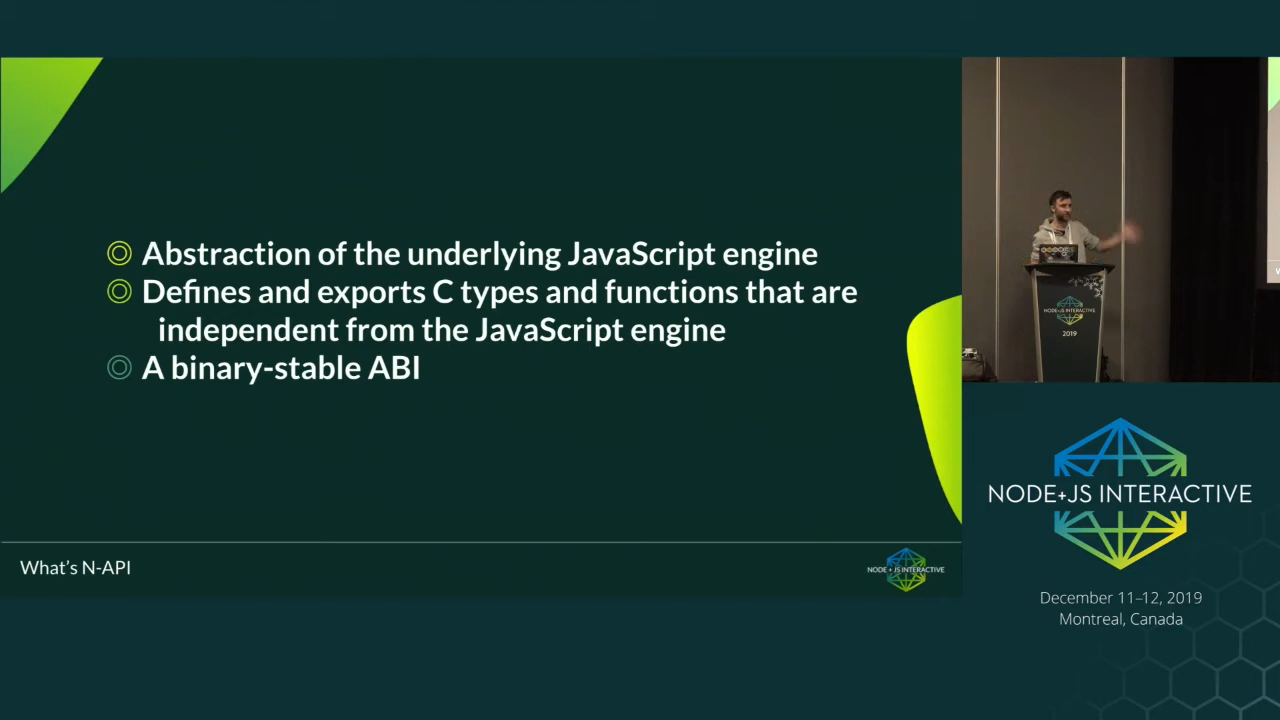 Abstraction of the underlying JavaScript engine
Defines and exports C types and functions that are
independent from the JavaScript engine
A binary-stable ABI
What's N-API
NODE + JS INTERACTIVE
NODE+JS INTERACTIVE
2019
NODE+JS INTERACTIVE
December 11–12, 2019
Montreal, Canada